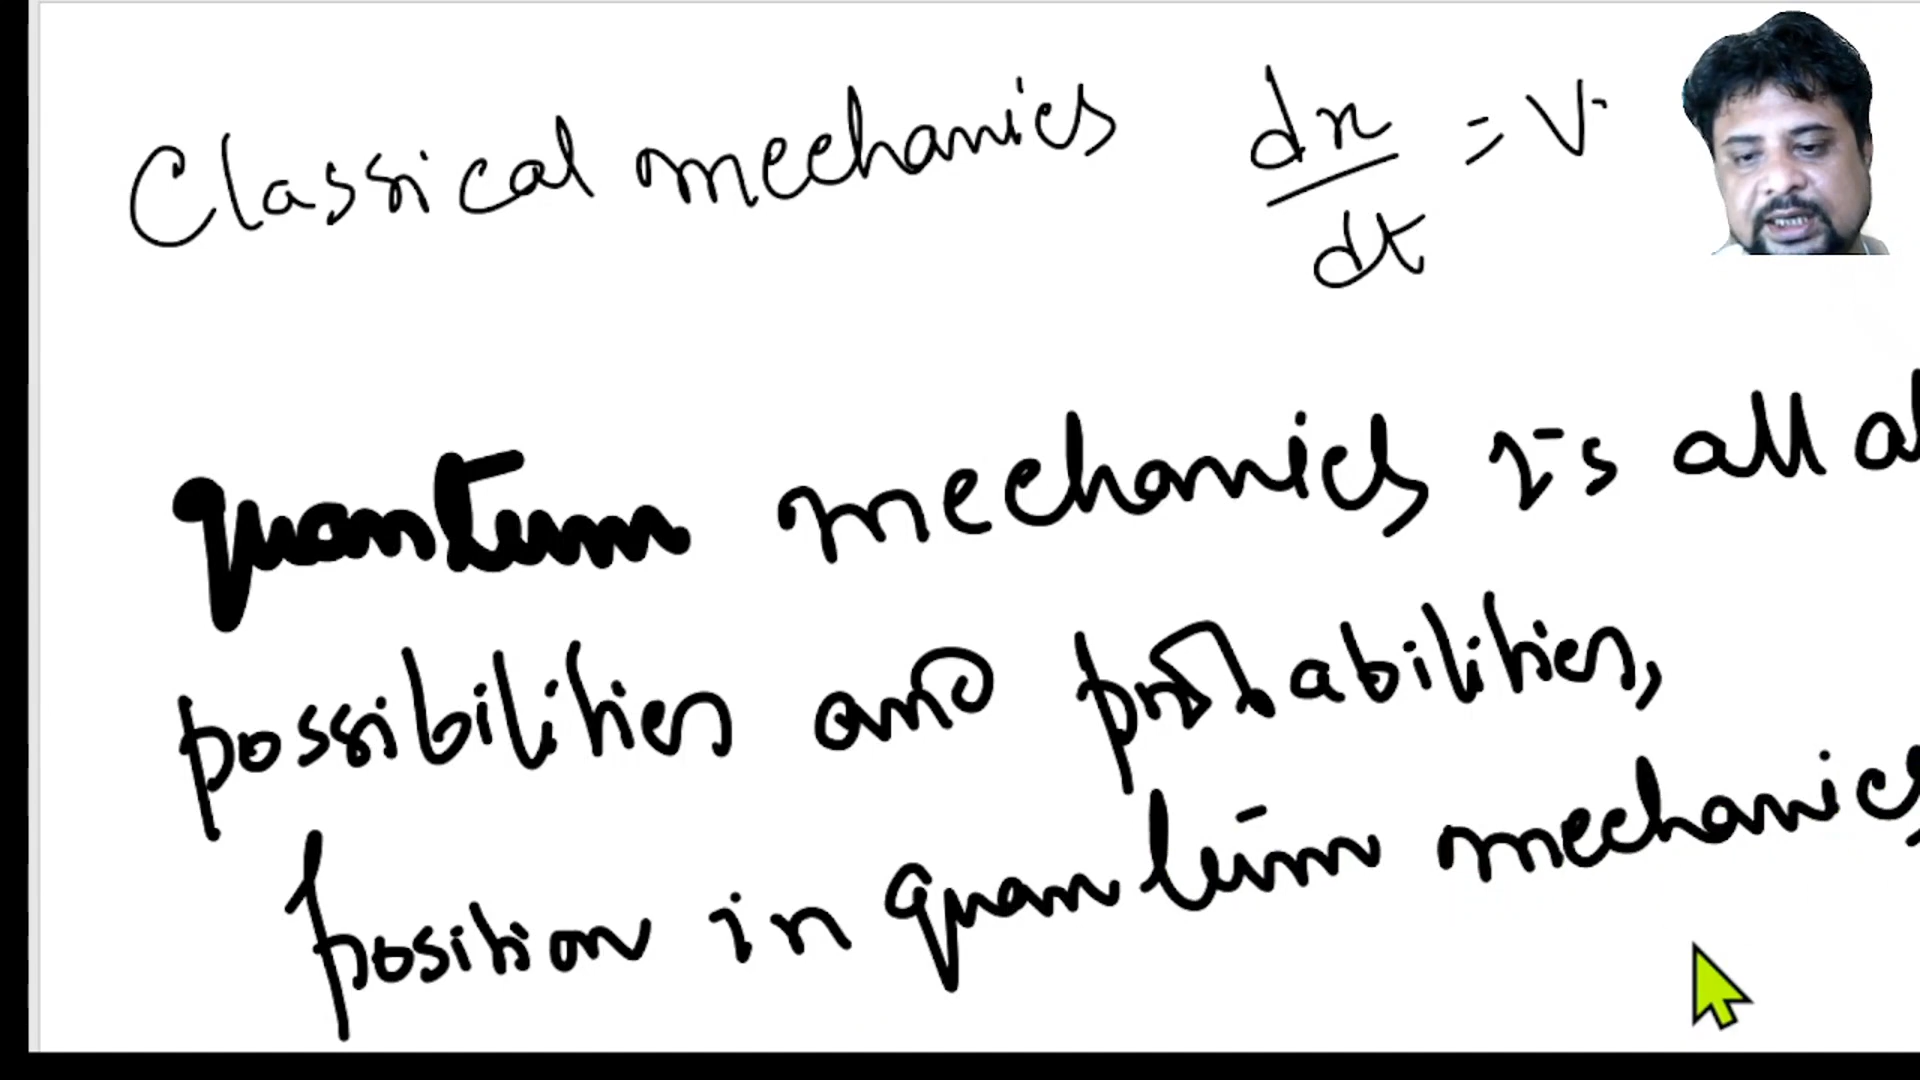 Classical mechanics dx/dt = v.
quantum mechanics is all
possibilities and probabilities,
position in quantum mechanics